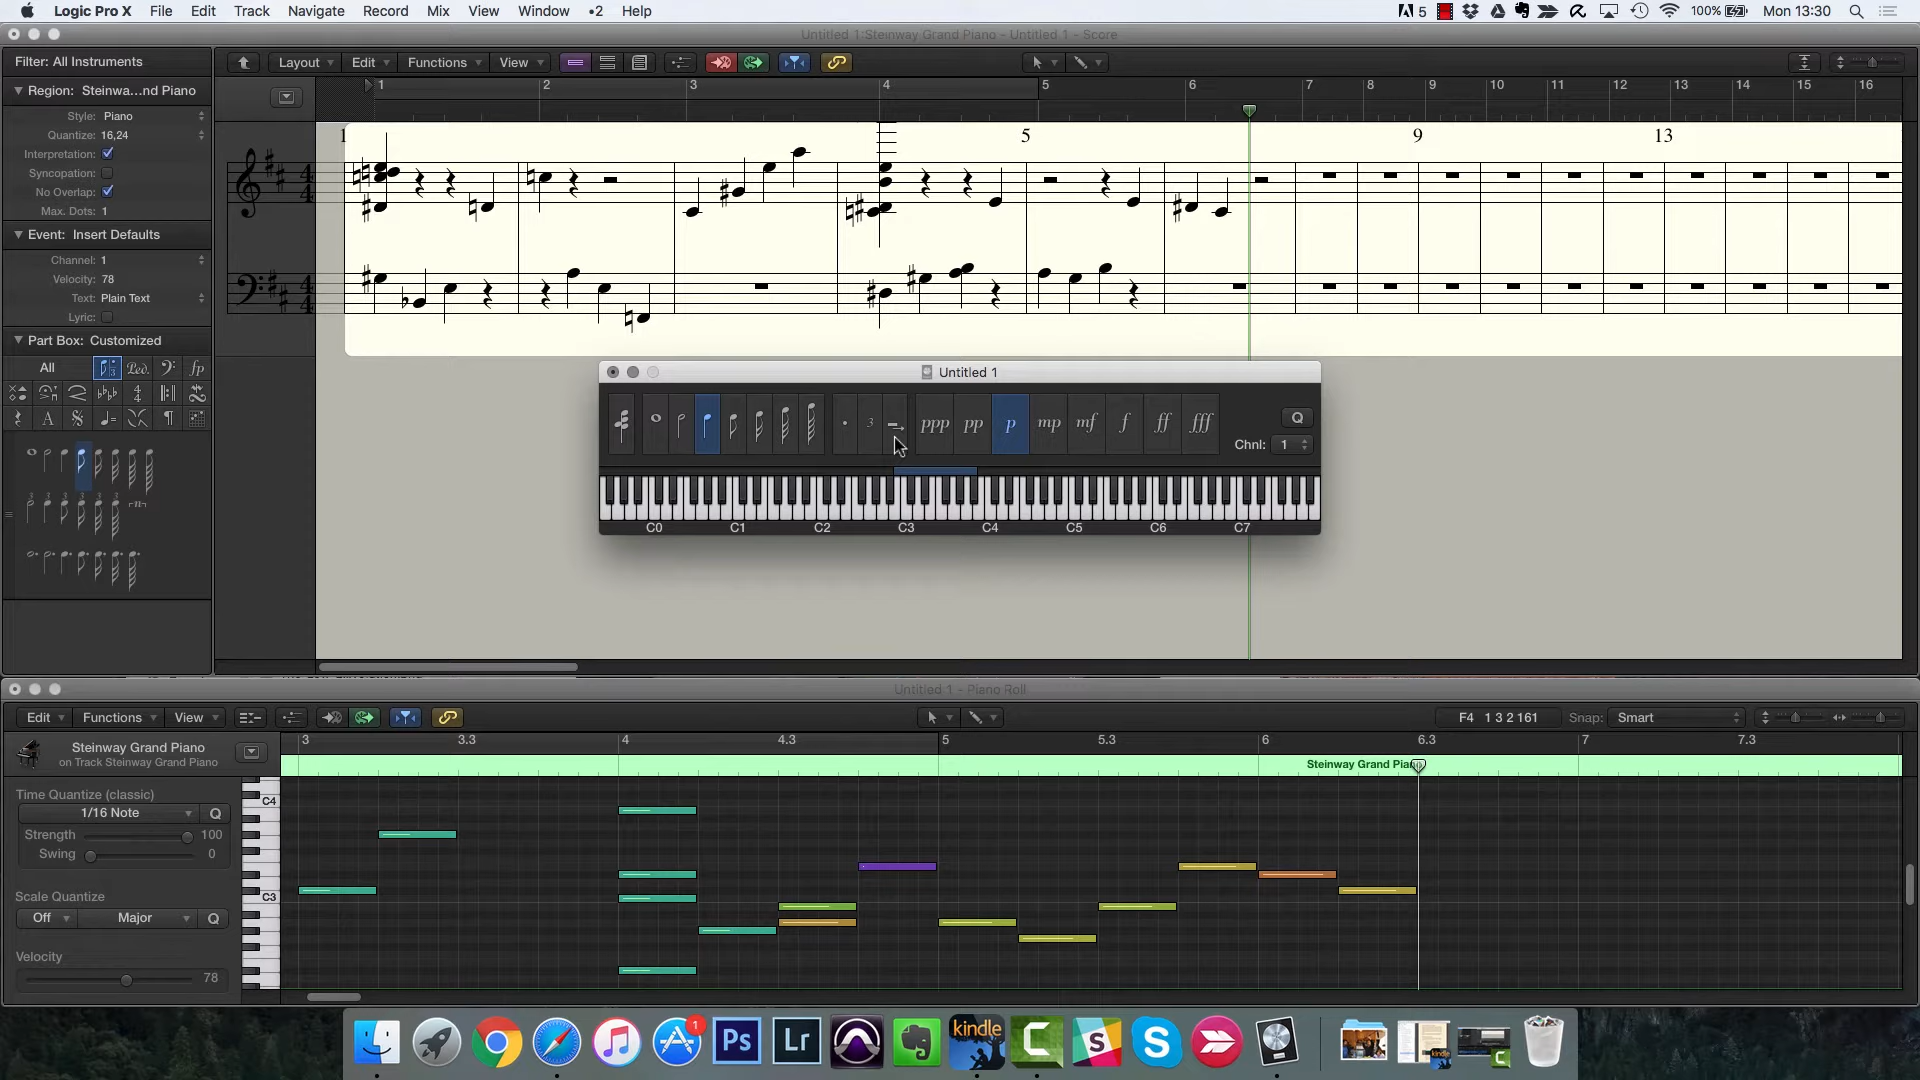 Logic Pro X File Edit Track Navigate Record Mix View Window •2 Help 5 100% Mon 13:30
Untitled 1:Steinway Grand Piano - Untitled 1 - Score
Filter: All Instruments
Layout Edit Functions View
Region: Steinwa...nd Piano
1 2 3 4 5 6 7 8 9 10 11 12 13 14 15 16
Style: Piano
Quantize: 16,24
Interpretation:
Syncopation:
No Overlap:
Max. Dots: 1
1 5 9 13
Event: Insert Defaults
Channel: 1
Velocity: 78
Text: Plain Text
Lyric:
Part Box: Customized
All Ped. fp
Untitled 1
3 ppp pp p mp mf f ff fff Q
Chnl: 1
C0 C1 C2 C3 C4 C5 C6 C7
Untitled 1 - Piano Roll
Edit Functions View F4 1 3 2 161 Snap: Smart
Steinway Grand Piano
on Track Steinway Grand Piano
3 3.3 4 4.3 5 5.3 6 6.3 7 7.3
Steinway Grand Piano
Time Quantize (classic)
1/16 Note Q
Strength 100
Swing 0
Scale Quantize
Off Major Q
Velocity
78
C4
C3
1
Ps Lr kindle C S
kindle C